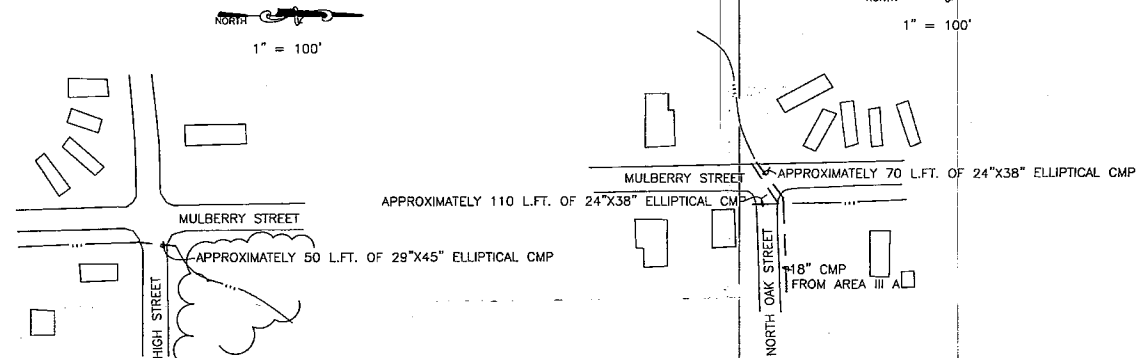 NORTH
1" = 100'
MULBERRY STREET
APPROXIMATELY 50 L.FT. OF 29"X45" ELLIPTICAL CMP
HIGH STREET
1" = 100'
MULBERRY STREET
APPROXIMATELY 70 L.FT. OF 24"X38" ELLIPTICAL CMP
APPROXIMATELY 110 L.FT. OF 24"X38" ELLIPTICAL CMP
18" CMP
FROM AREA III A
NORTH OAK STREET